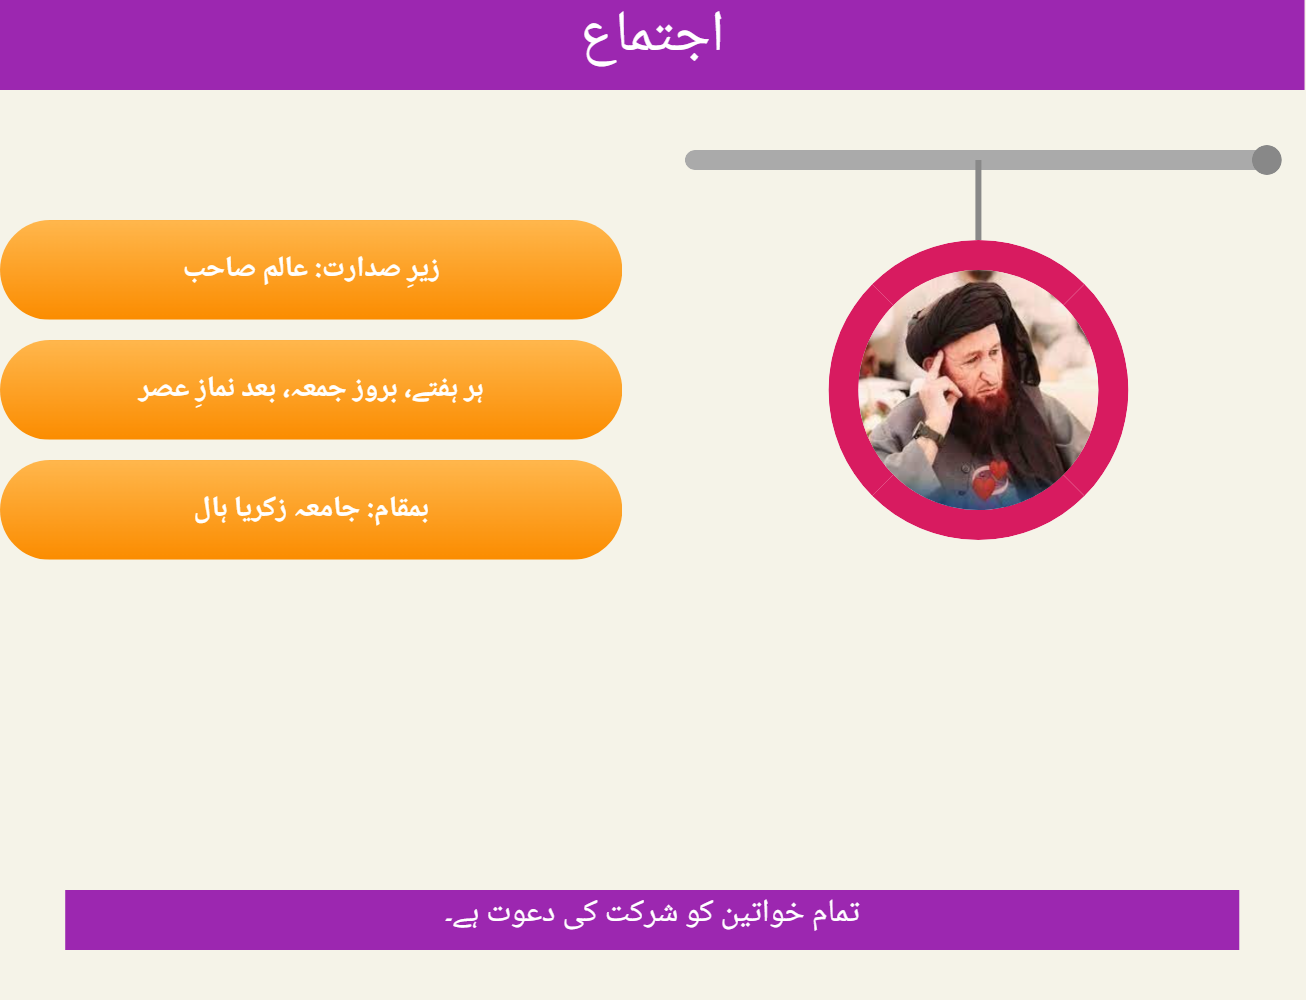 اجتماع
زیرِ صدارت: عالم صاحب
ہر ہفتے، بروز جمعہ، بعد نمازِ عصر
بمقام: جامعہ زکریا ہال
تمام خواتین کو شرکت کی دعوت ہے۔